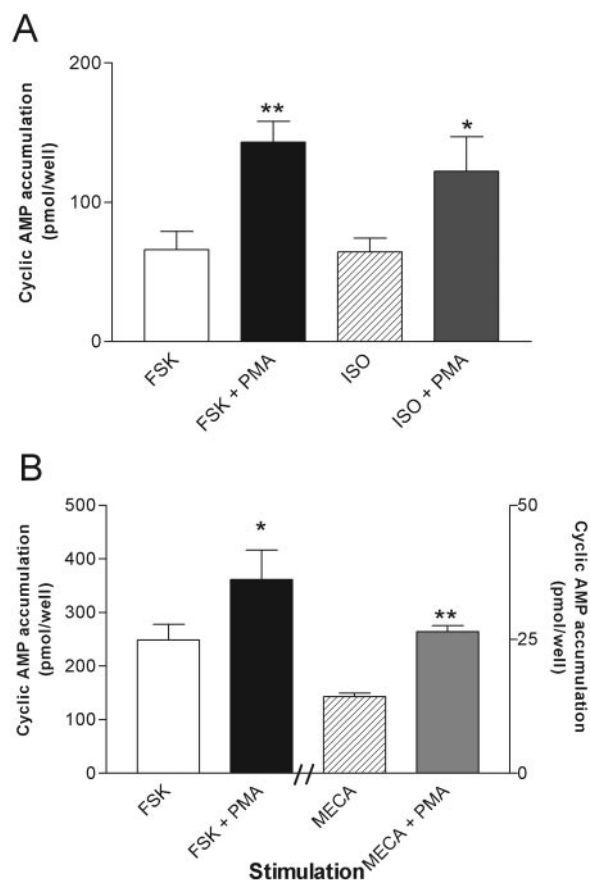 A
Cyclic AMP accumulation
(pmol/well)
200
100
0
**
*
FSK
FSK + PMA
ISO
ISO + PMA
B
Cyclic AMP accumulation
(pmol/well)
500
400
300
200
100
0
*
**
50
25
0
Cyclic AMP accumulation
(pmol/well)
FSK
FSK + PMA
MECA
MECA + PMA
Stimulation